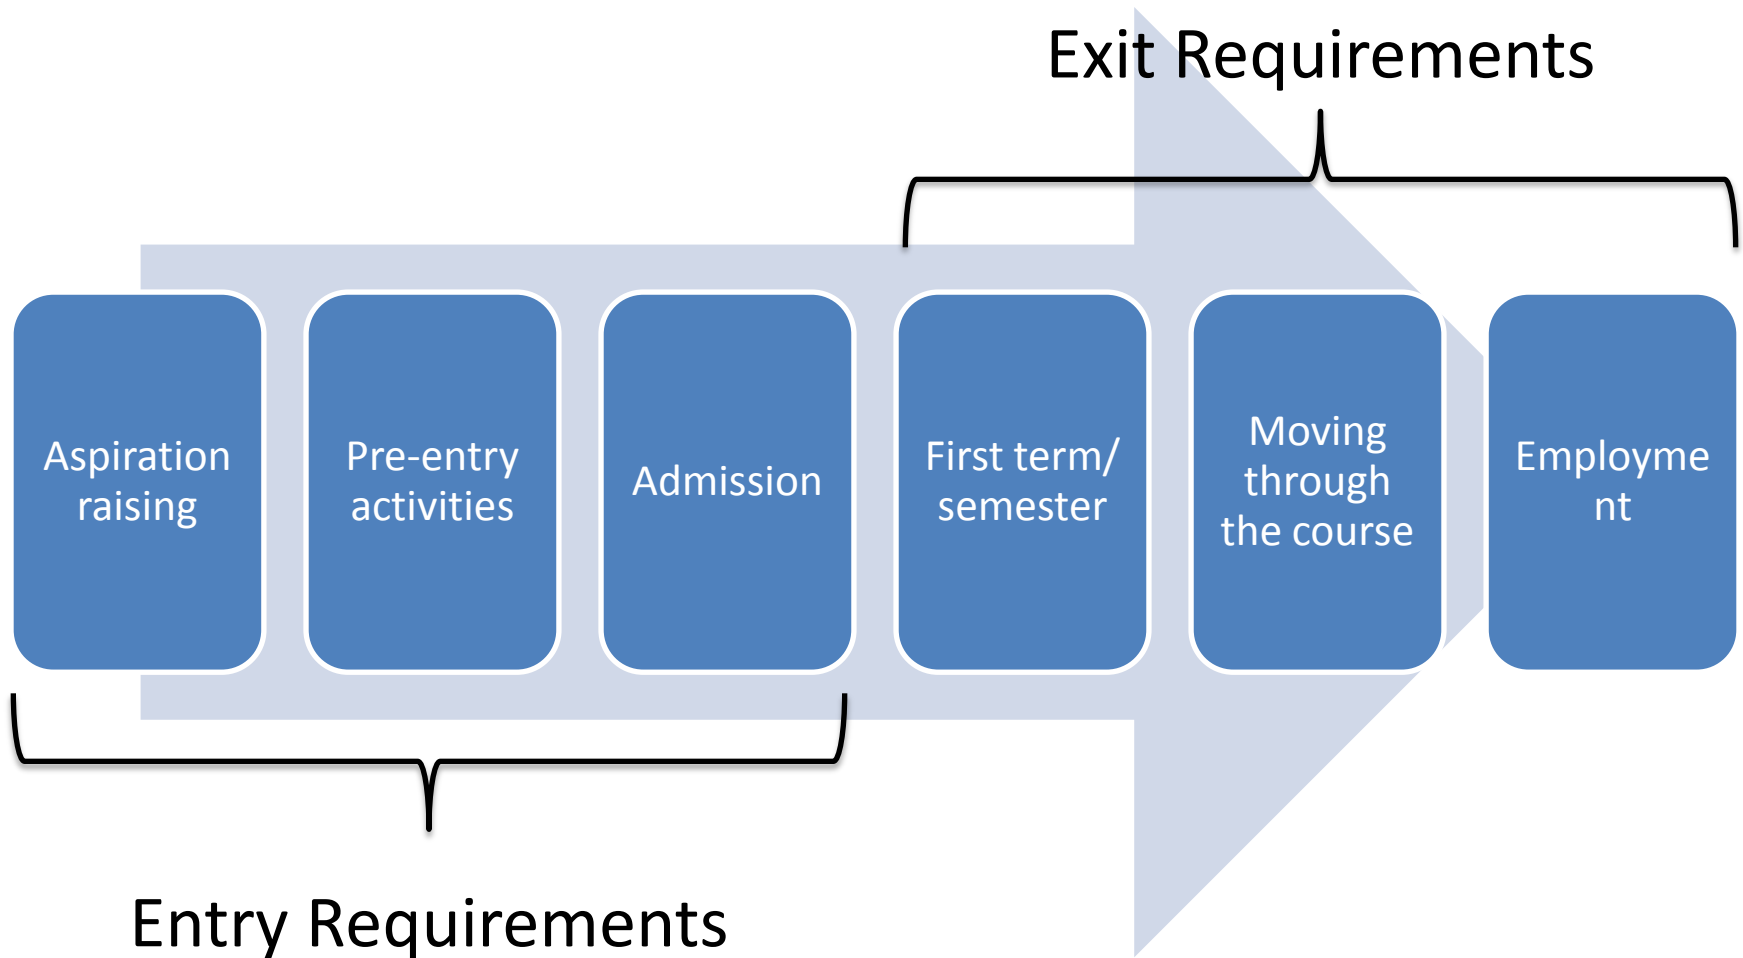 Exit Requirements
Aspiration
raising
Pre-entry
activities
Admission
First term/
semester
Moving
through
the course
Employme
nt
Entry Requirements